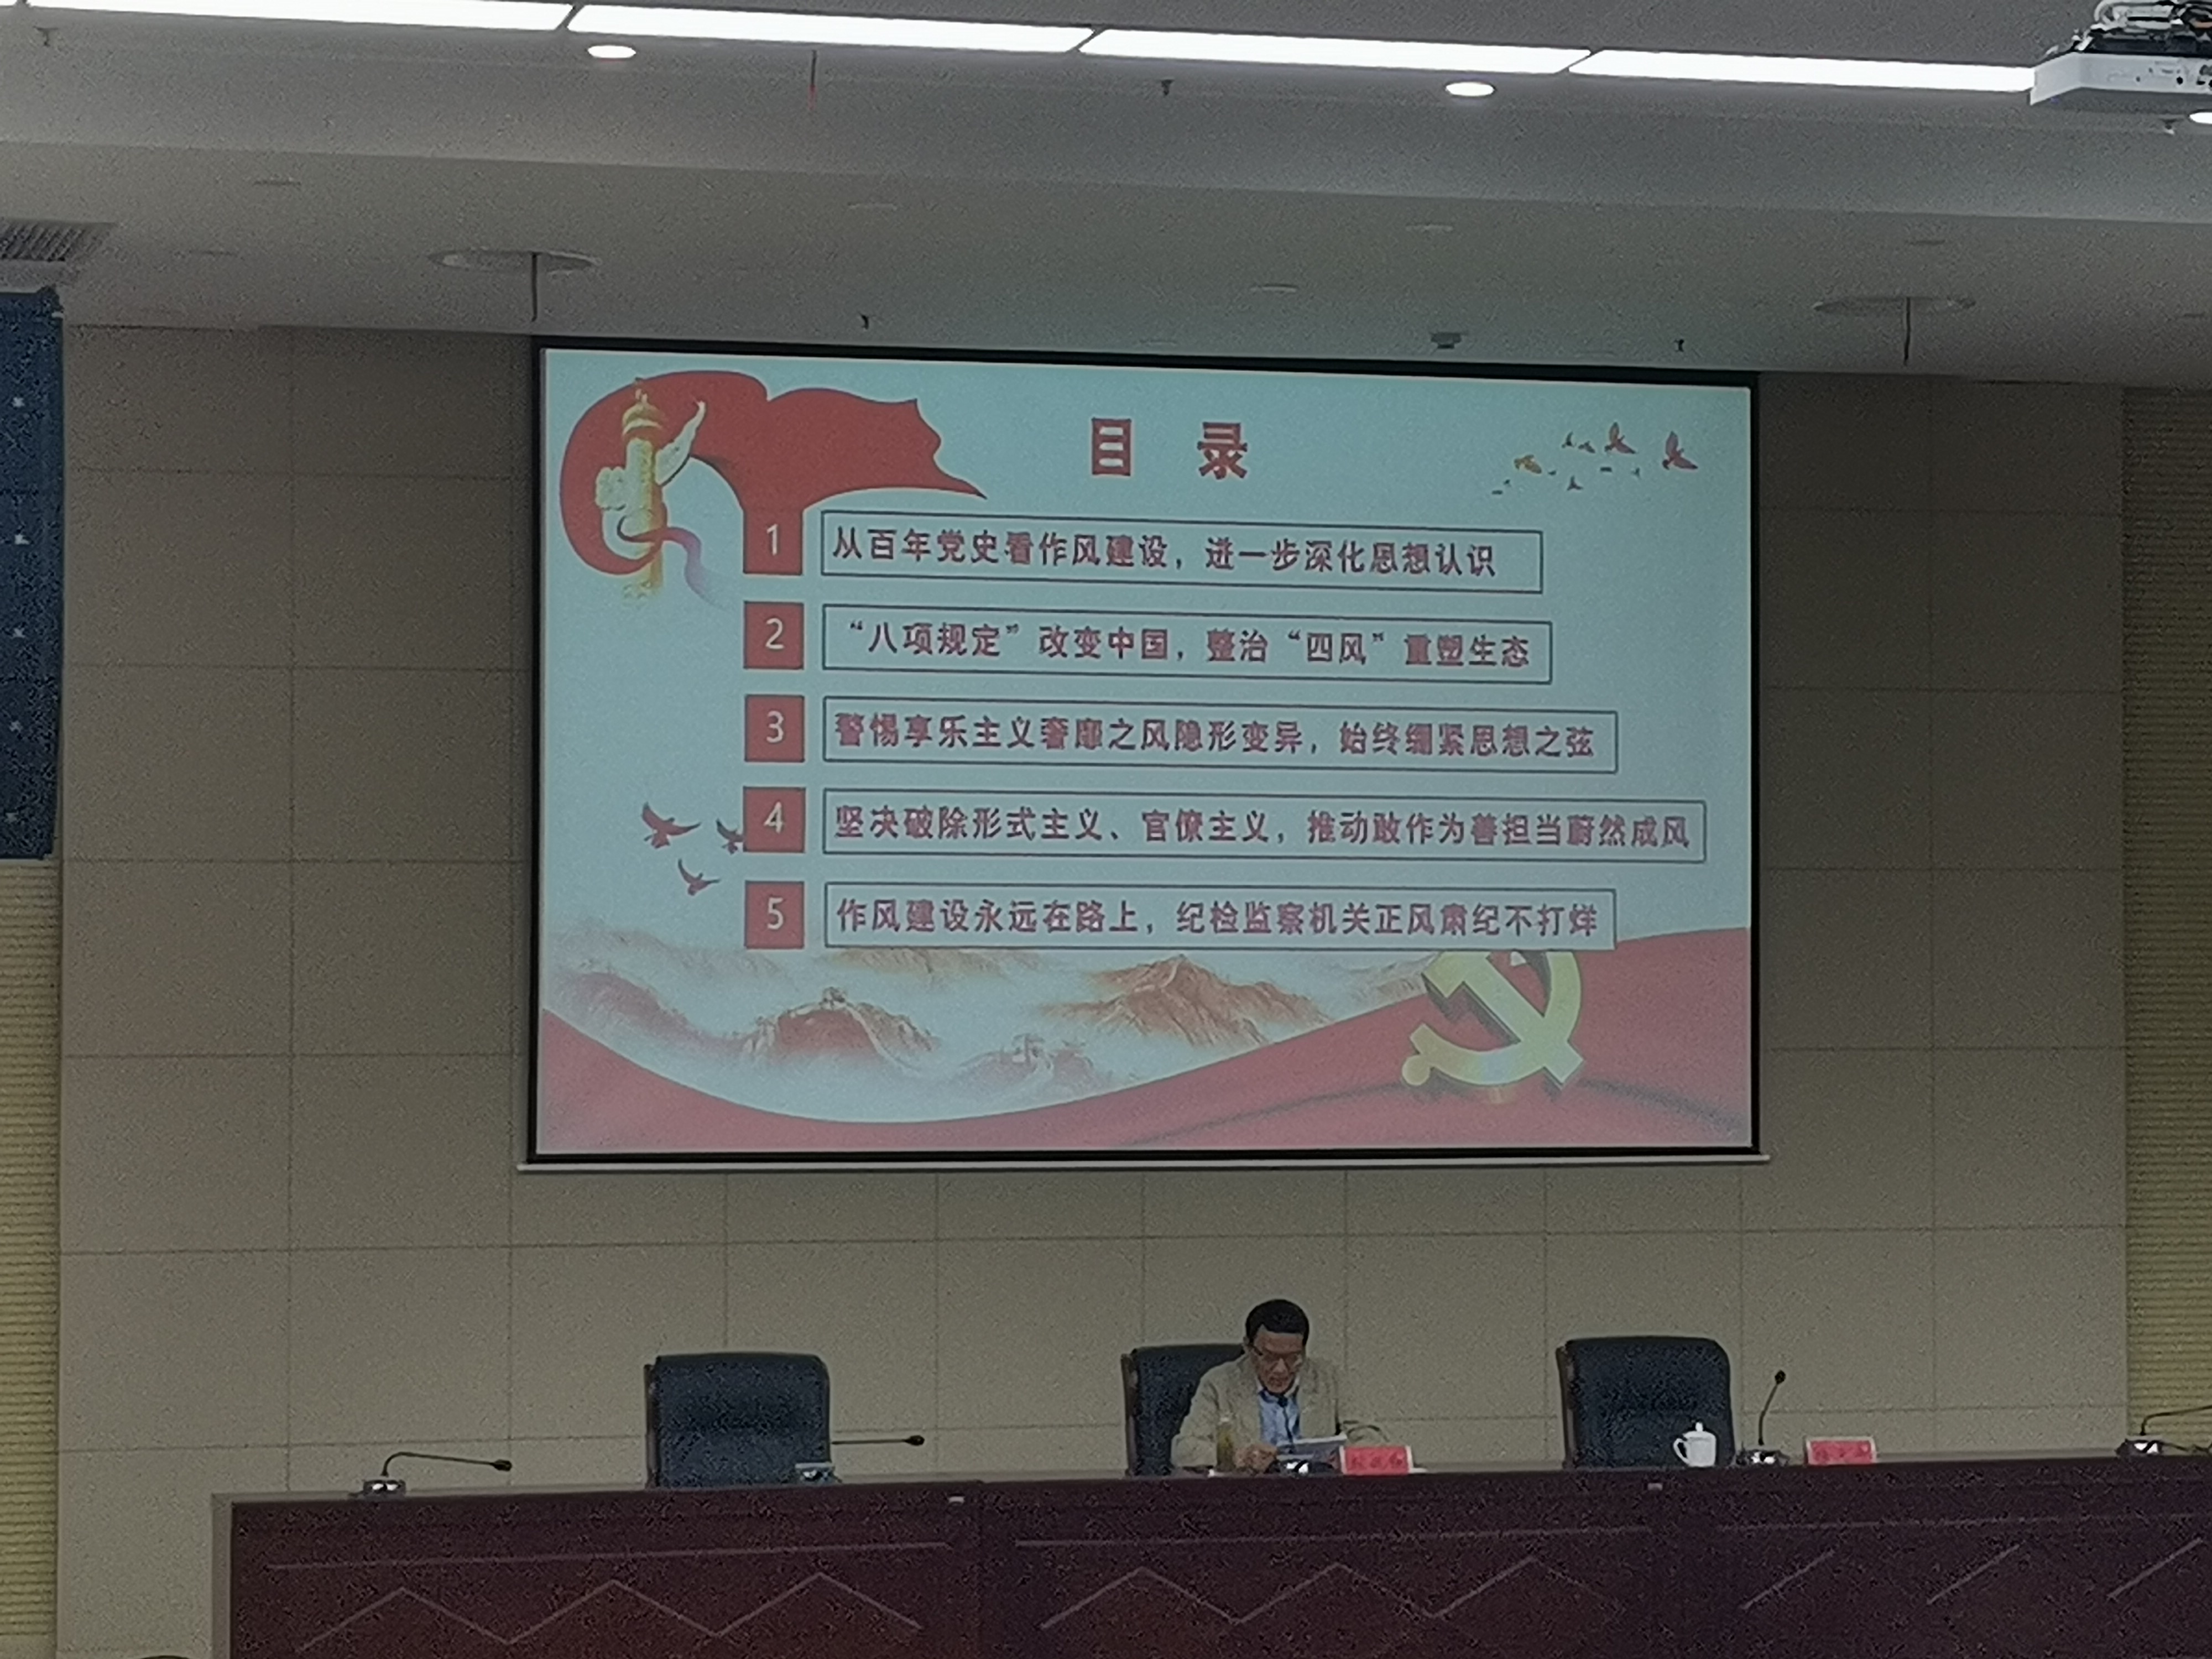 目 录
1 从百年党史看作风建设，进一步深化思想认识
2 “八项规定”改变中国，整治“四风”重塑生态
3 警惕享乐主义奢靡之风隐形变异，始终绷紧思想之弦
4 坚决破除形式主义、官僚主义，推动敢作为善担当蔚然成风
5 作风建设永远在路上，纪检监察机关正风肃纪不打烊